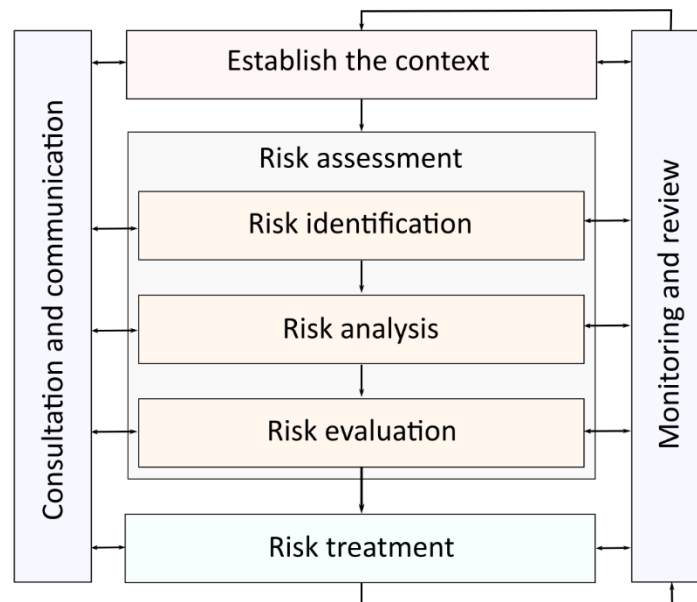 Establish the context
Consultation and communication
Risk assessment
Risk identification
Risk analysis
Risk evaluation
Risk treatment
Monitoring and review